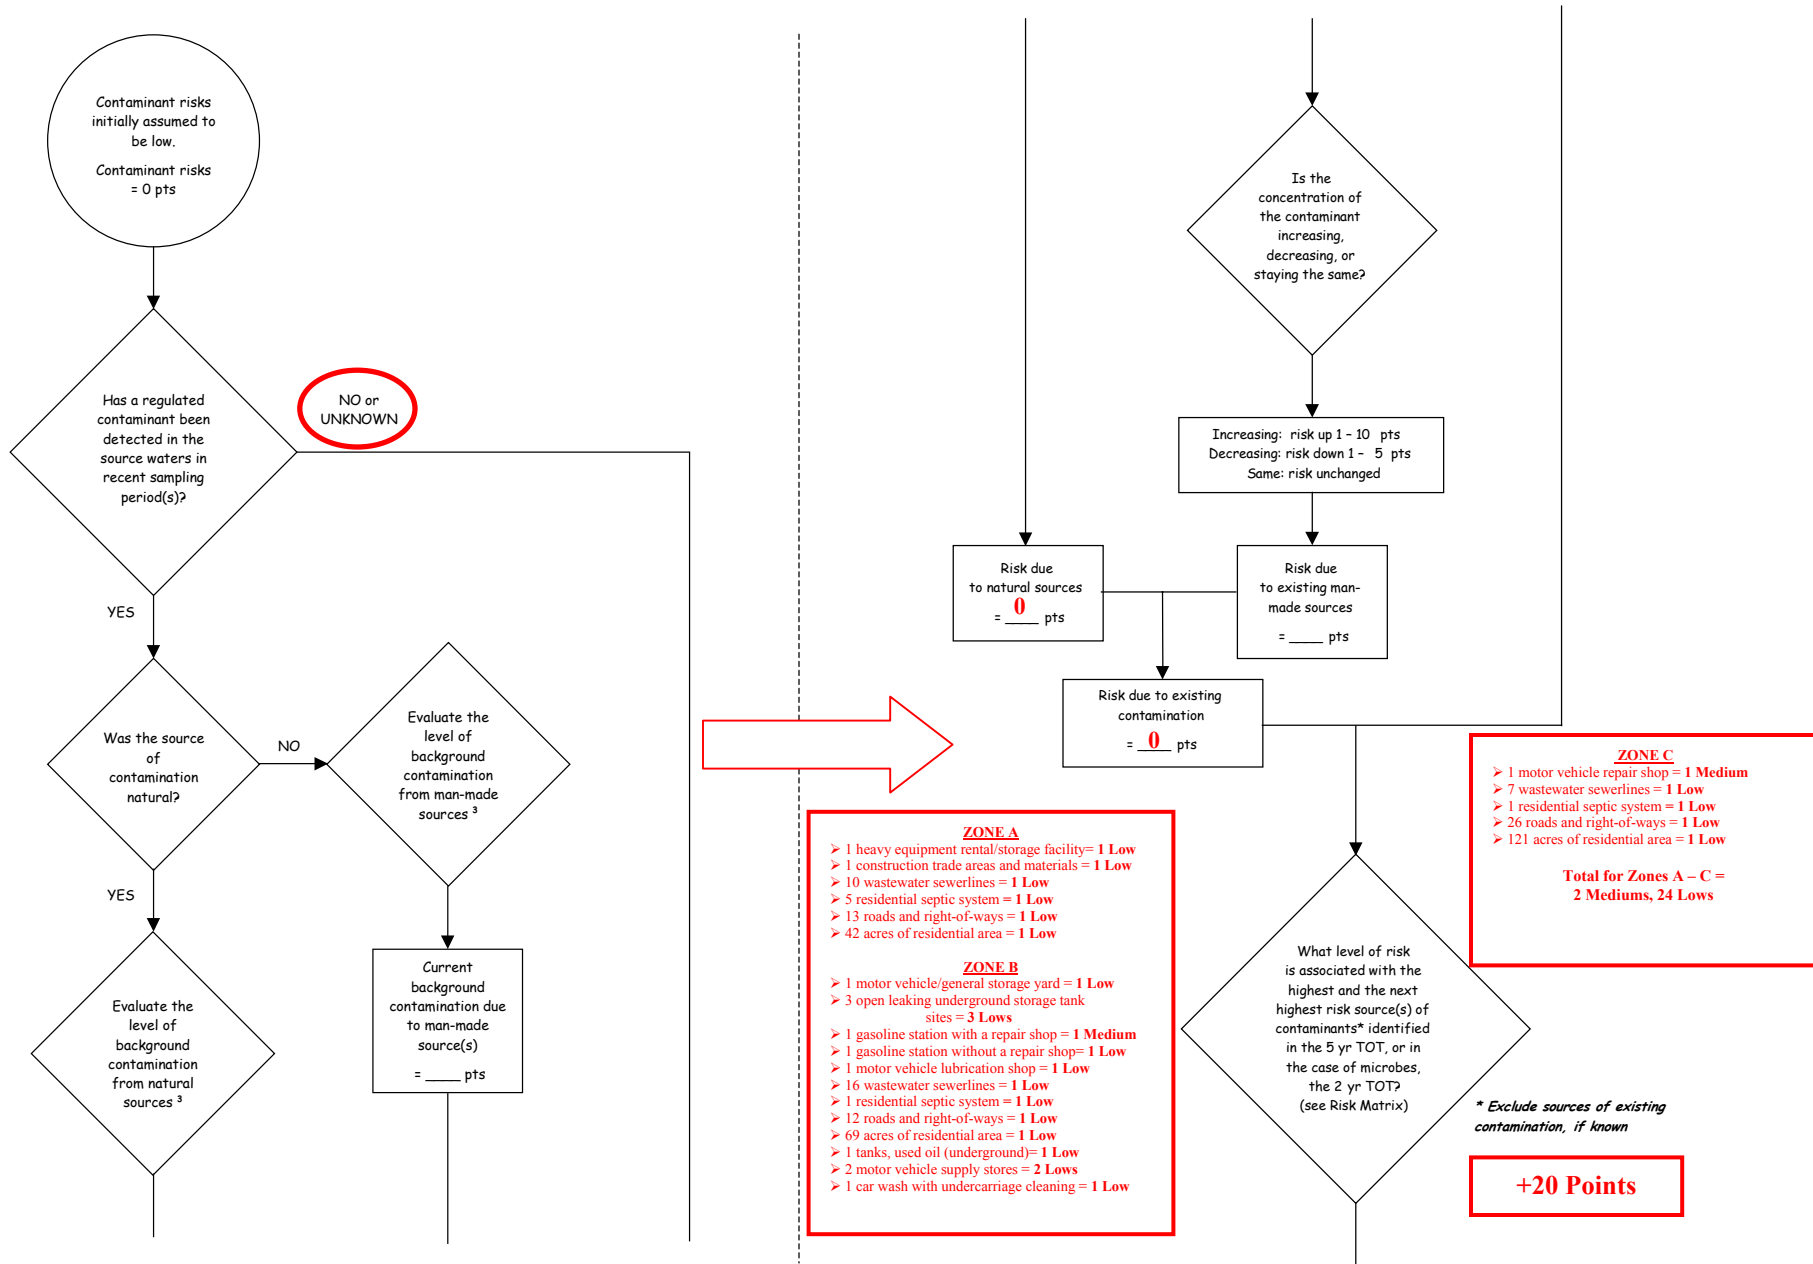 Contaminant risks
initially assumed to
be low.
Contaminant risks
= 0 pts
Has a regulated
contaminant been
detected in the
source waters in
recent sampling
period(s)?
NO or
UNKNOWN
YES
Was the source
of
contamination
natural?
NO
Evaluate the
level of
background
contamination
from man-made
sources ³
YES
Evaluate the
level of
background
contamination
from natural
sources ³
Current
background
contamination due
to man-made
source(s)
= ____ pts
Is the
concentration of
the contaminant
increasing,
decreasing, or
staying the same?
Increasing: risk up 1 – 10 pts
Decreasing: risk down 1 – 5 pts
Same: risk unchanged
Risk due
to natural sources
= __0__ pts
Risk due
to existing man-
made sources
= ____ pts
Risk due to existing
contamination
= __0__ pts
ZONE A
➢ 1 heavy equipment rental/storage facility= 1 Low
➢ 1 construction trade areas and materials = 1 Low
➢ 10 wastewater sewerlines = 1 Low
➢ 5 residential septic system = 1 Low
➢ 13 roads and right-of-ways = 1 Low
➢ 42 acres of residential area = 1 Low
ZONE B
➢ 1 motor vehicle/general storage yard = 1 Low
➢ 3 open leaking underground storage tank
sites = 3 Lows
➢ 1 gasoline station with a repair shop = 1 Medium
➢ 1 gasoline station without a repair shop= 1 Low
➢ 1 motor vehicle lubrication shop = 1 Low
➢ 16 wastewater sewerlines = 1 Low
➢ 1 residential septic system = 1 Low
➢ 12 roads and right-of-ways = 1 Low
➢ 69 acres of residential area = 1 Low
➢ 1 tanks, used oil (underground)= 1 Low
➢ 2 motor vehicle supply stores = 2 Lows
➢ 1 car wash with undercarriage cleaning = 1 Low
ZONE C
➢ 1 motor vehicle repair shop = 1 Medium
➢ 7 wastewater sewerlines = 1 Low
➢ 1 residential septic system = 1 Low
➢ 26 roads and right-of-ways = 1 Low
➢ 121 acres of residential area = 1 Low
Total for Zones A – C =
2 Mediums, 24 Lows
What level of risk
is associated with the
highest and the next
highest risk source(s) of
contaminants* identified
in the 5 yr TOT, or in
the case of microbes,
the 2 yr TOT?
(see Risk Matrix)
* Exclude sources of existing
contamination, if known
+20 Points